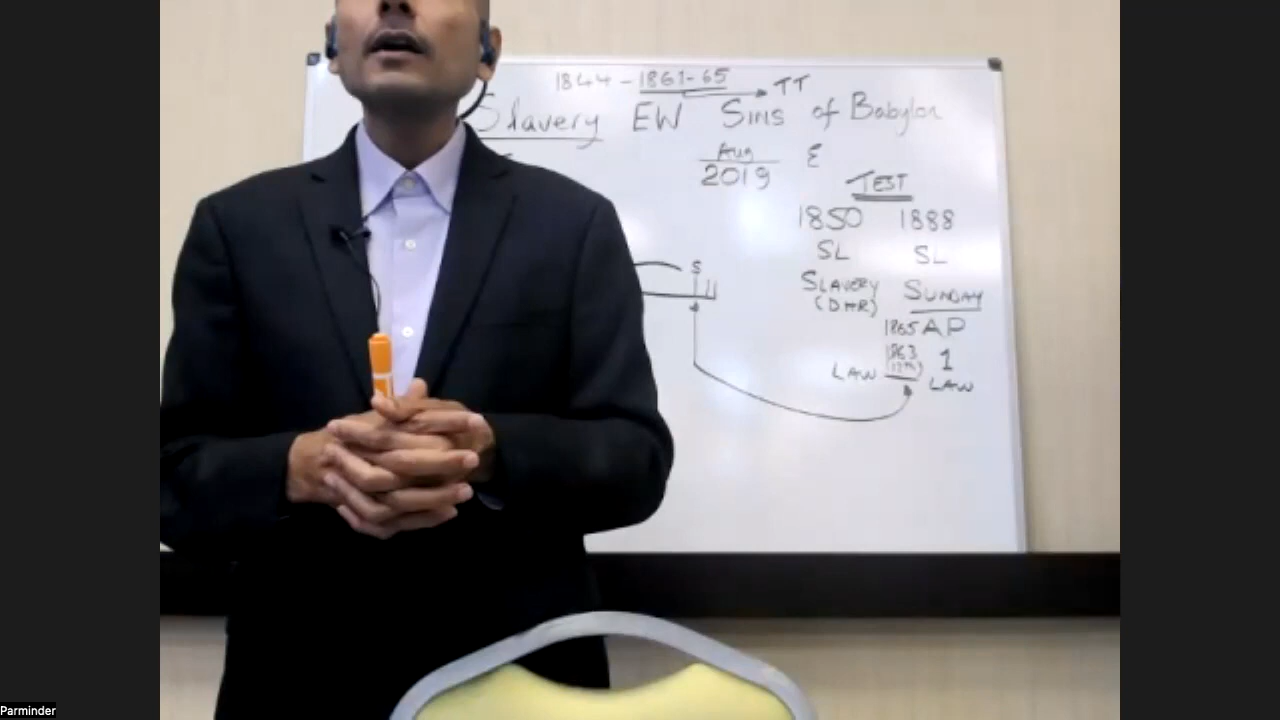 1844 - 1861-65 → TT
Slavery EW Sins of Babylon
Aug
2019 E
TEST
1850 1888
SL SL
SLAVERY SUNDAY
(DHR)
1865 AP
1863 1
LAW LAW
S
Parminder